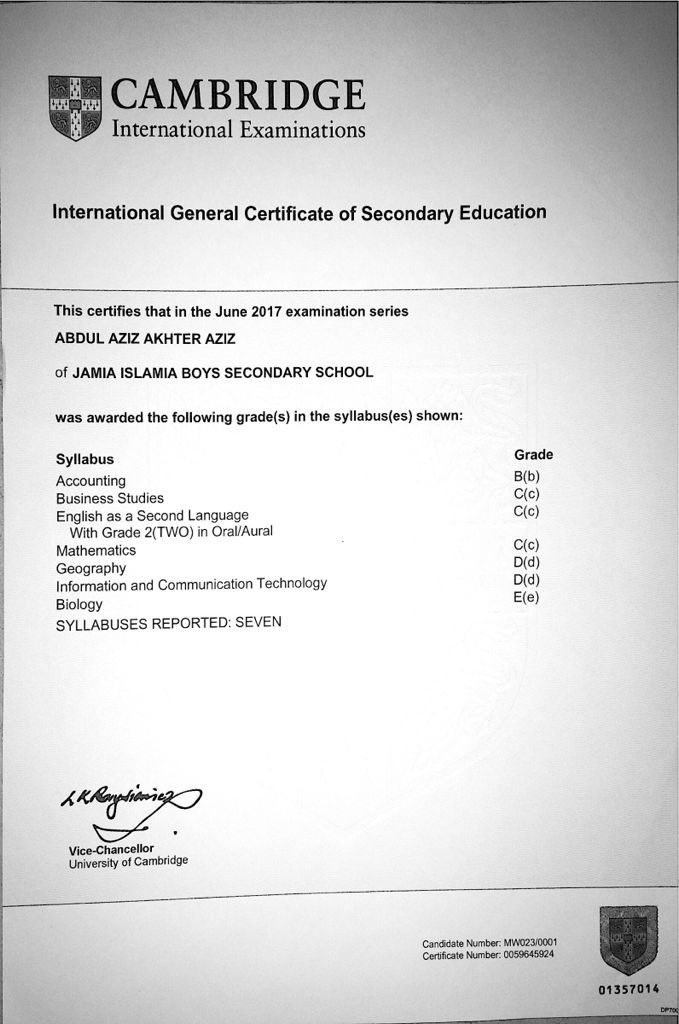 CAMBRIDGE
International Examinations
International General Certificate of Secondary Education
This certifies that in the June 2017 examination series
ABDUL AZIZ AKHTER AZIZ
of JAMIA ISLAMIA BOYS SECONDARY SCHOOL
was awarded the following grade(s) in the syllabus(es) shown:
Syllabus Grade
Accounting B(b)
Business Studies C(c)
English as a Second Language C(c)
With Grade 2(TWO) in Oral/Aural
Mathematics C(c)
Geography D(d)
Information and Communication Technology D(d)
Biology E(e)
SYLLABUSES REPORTED: SEVEN
Vice-Chancellor
University of Cambridge
Candidate Number: MW023/0001
Certificate Number: 0059645924
01357014